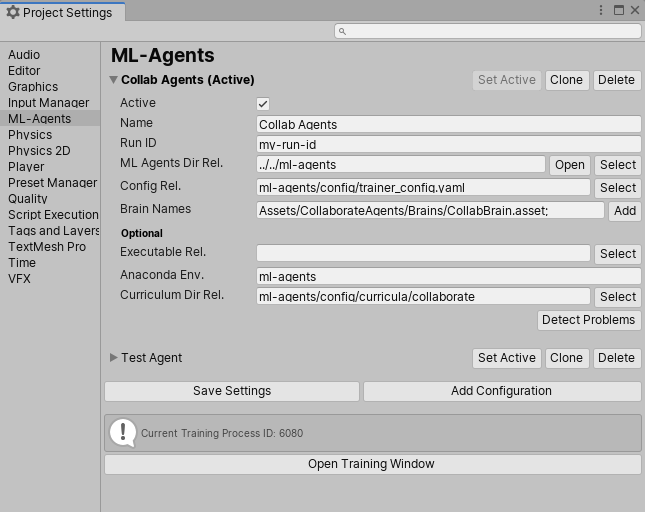 Project Settings
Audio
Editor
Graphics
Input Manager
ML-Agents
Physics
Physics 2D
Player
Preset Manager
Quality
Script Execution
Tags and Layers
TextMesh Pro
Time
VFX
ML-Agents
Collab Agents (Active)
Set Active Clone Delete
Active
Name Collab Agents
Run ID my-run-id
ML Agents Dir Rel. ../../ml-agents Open Select
Config Rel. ml-agents/config/trainer_config.yaml Select
Brain Names Assets/CollaborateAgents/Brains/CollabBrain.asset; Add
Optional
Executable Rel. Select
Anaconda Env. ml-agents
Curriculum Dir Rel. ml-agents/config/curricula/collaborate Select
Detect Problems
Test Agent Set Active Clone Delete
Save Settings Add Configuration
Current Training Process ID: 6080
Open Training Window